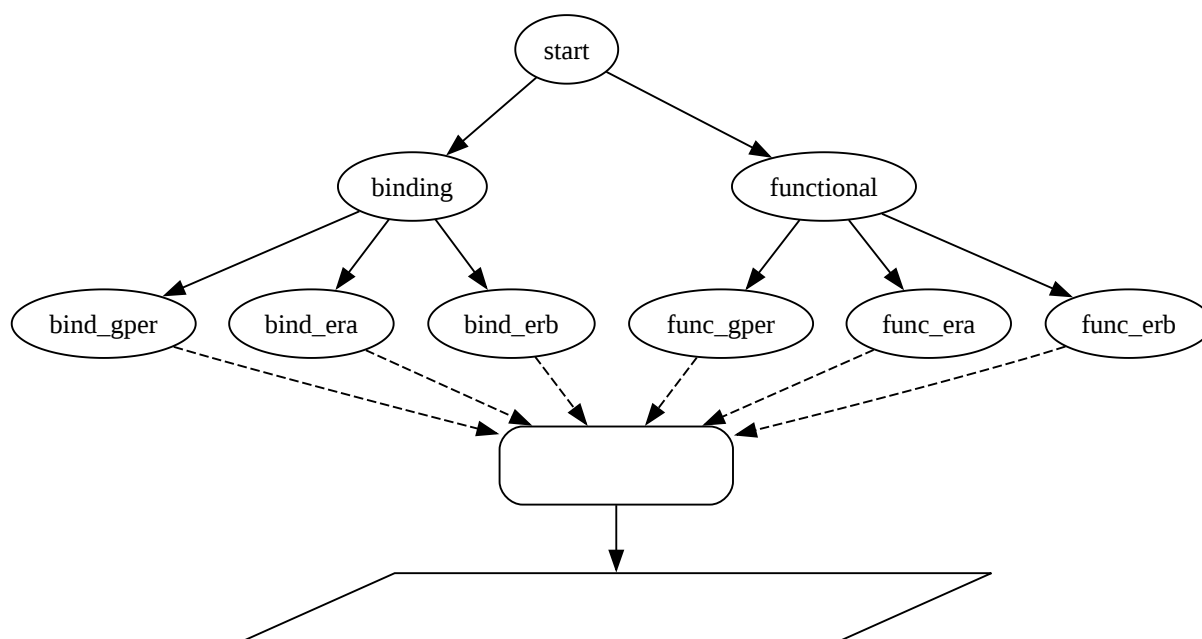 start
binding
functional
bind_gper
bind_era
bind_erb
func_gper
func_era
func_erb